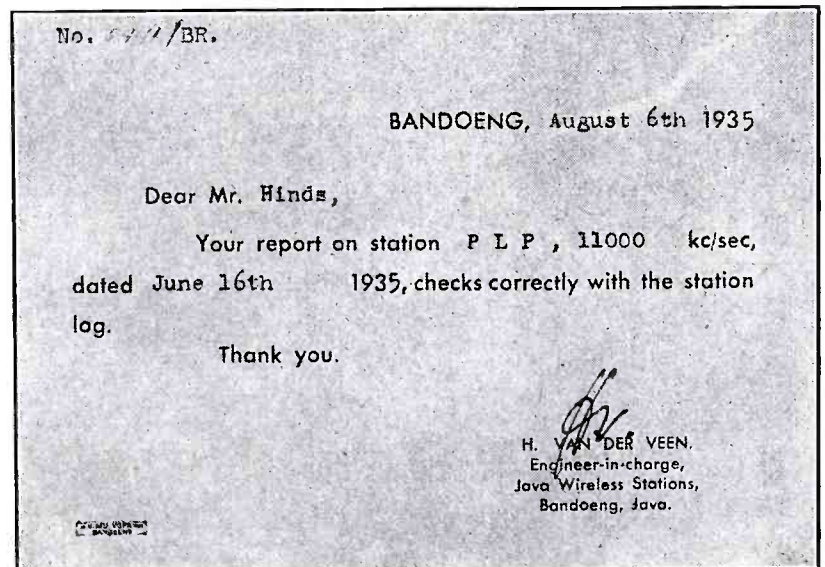 No. /BR.
BANDOENG, August 6th 1935
Dear Mr. Hinds,
Your report on station P L P , 11000 kc/sec,
dated June 16th 1935, checks correctly with the station
log.
Thank you.
H. VAN DER VEEN.
Engineer-in-charge,
Java Wireless Stations,
Bandoeng, Java.